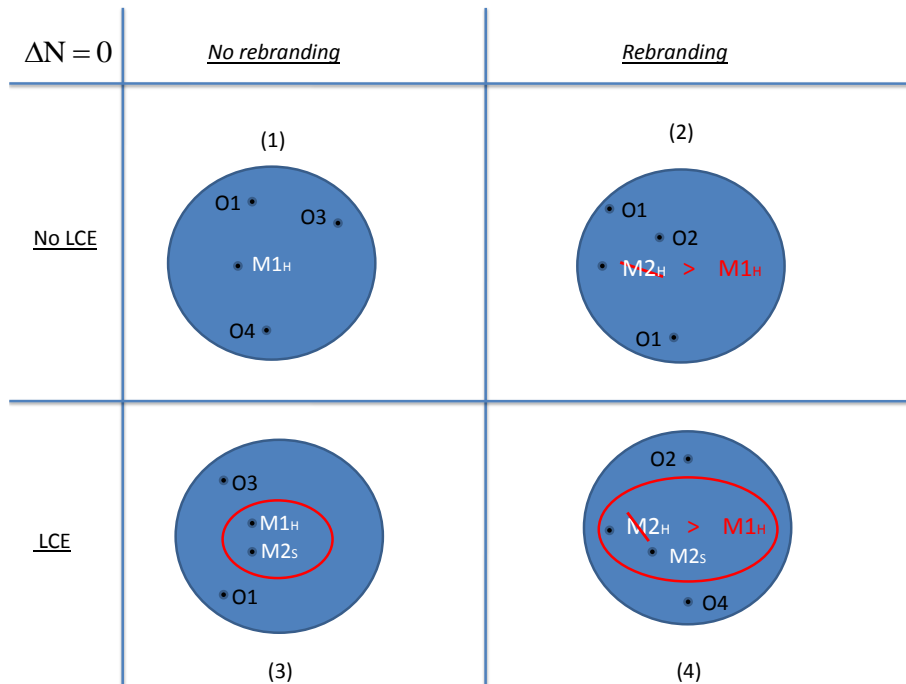 ΔN = 0
No rebranding
Rebranding
No LCE
(1)
O1
O3
M1H
O4
(2)
O1
O2
M2H > M1H
O1
LCE
O3
M1H
M2S
O1
(3)
O2
M2H > M1H
M2S
O4
(4)